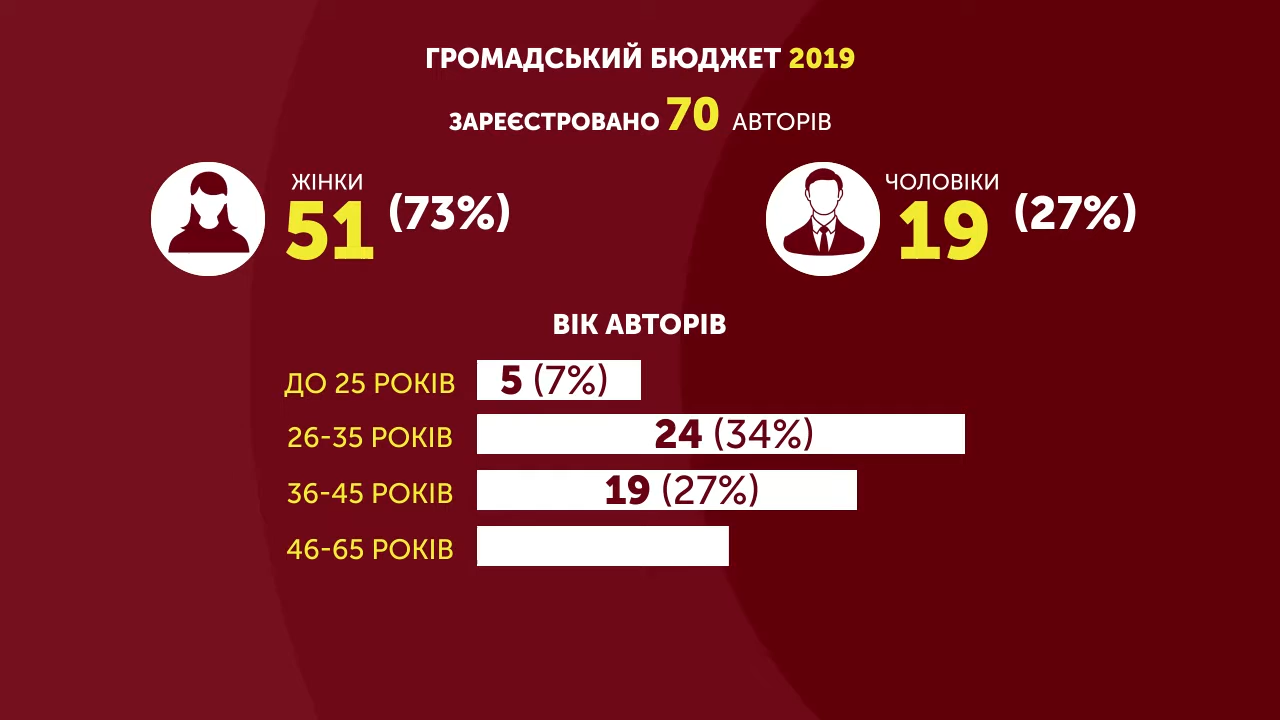 ГРОМАДСЬКИЙ БЮДЖЕТ 2019
ЗАРЕЄСТРОВАНО 70 АВТОРІВ
ЖІНКИ
51 (73%)
ЧОЛОВІКИ
19 (27%)
ВІК АВТОРІВ
ДО 25 РОКІВ 5 (7%)
26-35 РОКІВ 24 (34%)
36-45 РОКІВ 19 (27%)
46-65 РОКІВ